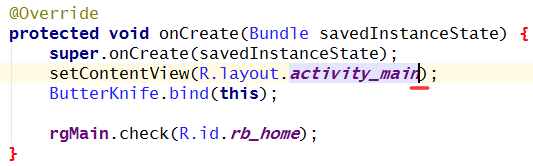 @Override
protected void onCreate(Bundle savedInstanceState) {
super.onCreate(savedInstanceState);
setContentView(R.layout.activity_main);
ButterKnife.bind(this);
rgMain.check(R.id.rb_home);
}